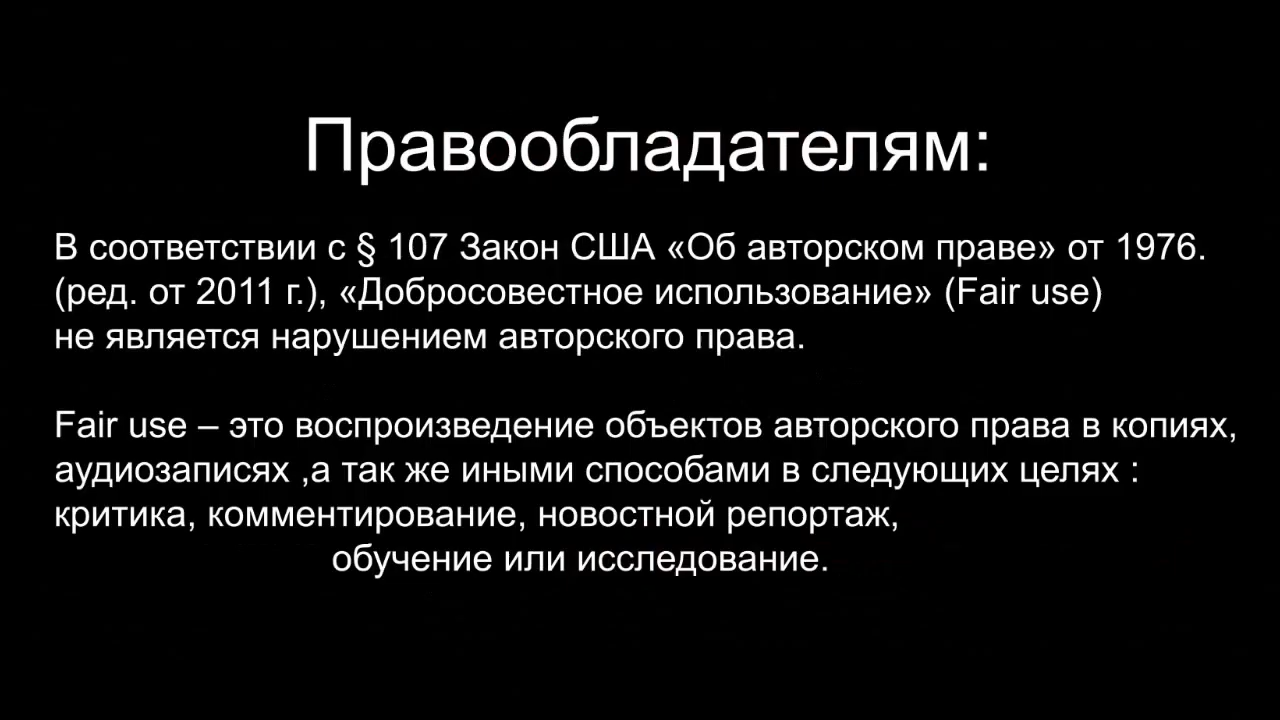 Правообладателям:
В соответствии с § 107 Закон США «Об авторском праве» от 1976.
(ред. от 2011 г.), «Добросовестное использование» (Fair use)
не является нарушением авторского права.
Fair use – это воспроизведение объектов авторского права в копиях,
аудиозаписях ,а так же иными способами в следующих целях :
критика, комментирование, новостной репортаж,
обучение или исследование.